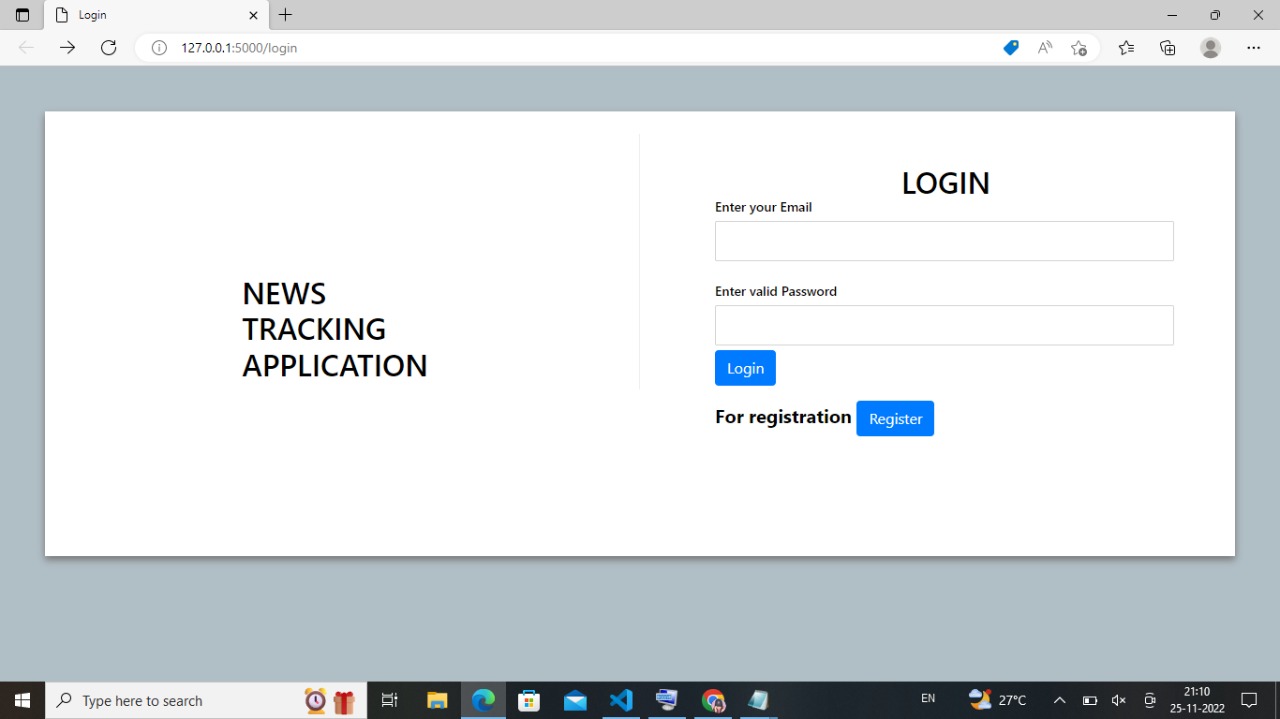 Login
127.0.0.1:5000/login
LOGIN
Enter your Email
Enter valid Password
Login
For registration Register
NEWS
TRACKING
APPLICATION
Type here to search
EN
27°C
21:10
25-11-2022